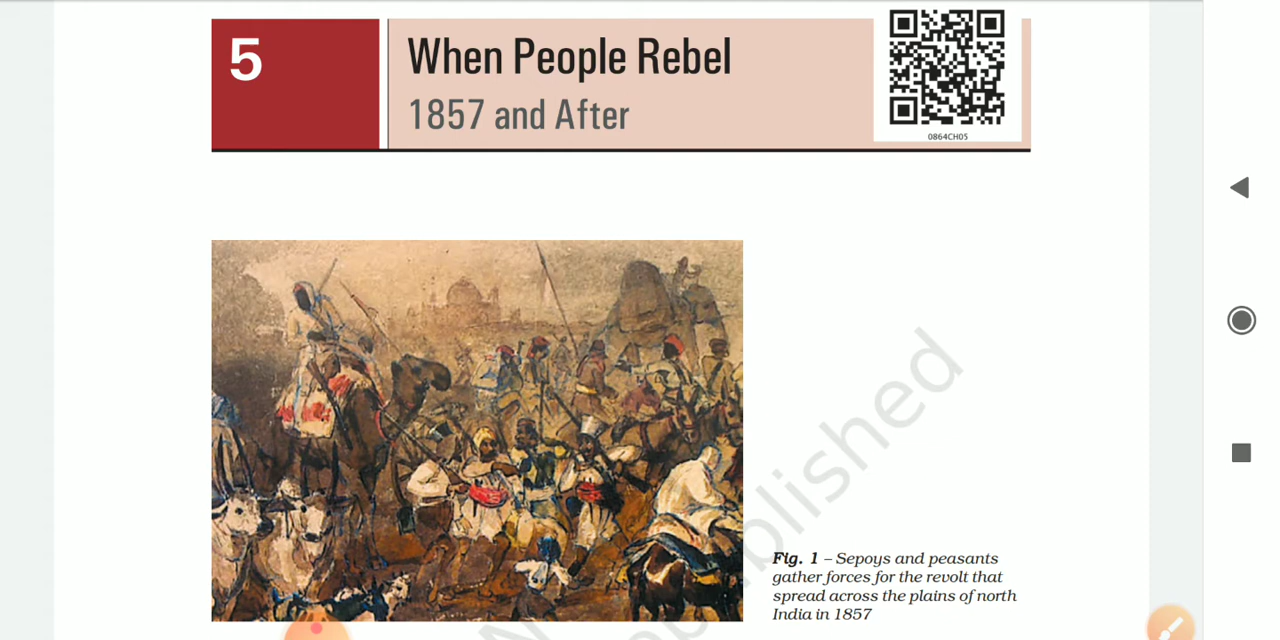 5
When People Rebel
1857 and After
0864CH05
Fig. 1 – Sepoys and peasants
gather forces for the revolt that
spread across the plains of north
India in 1857